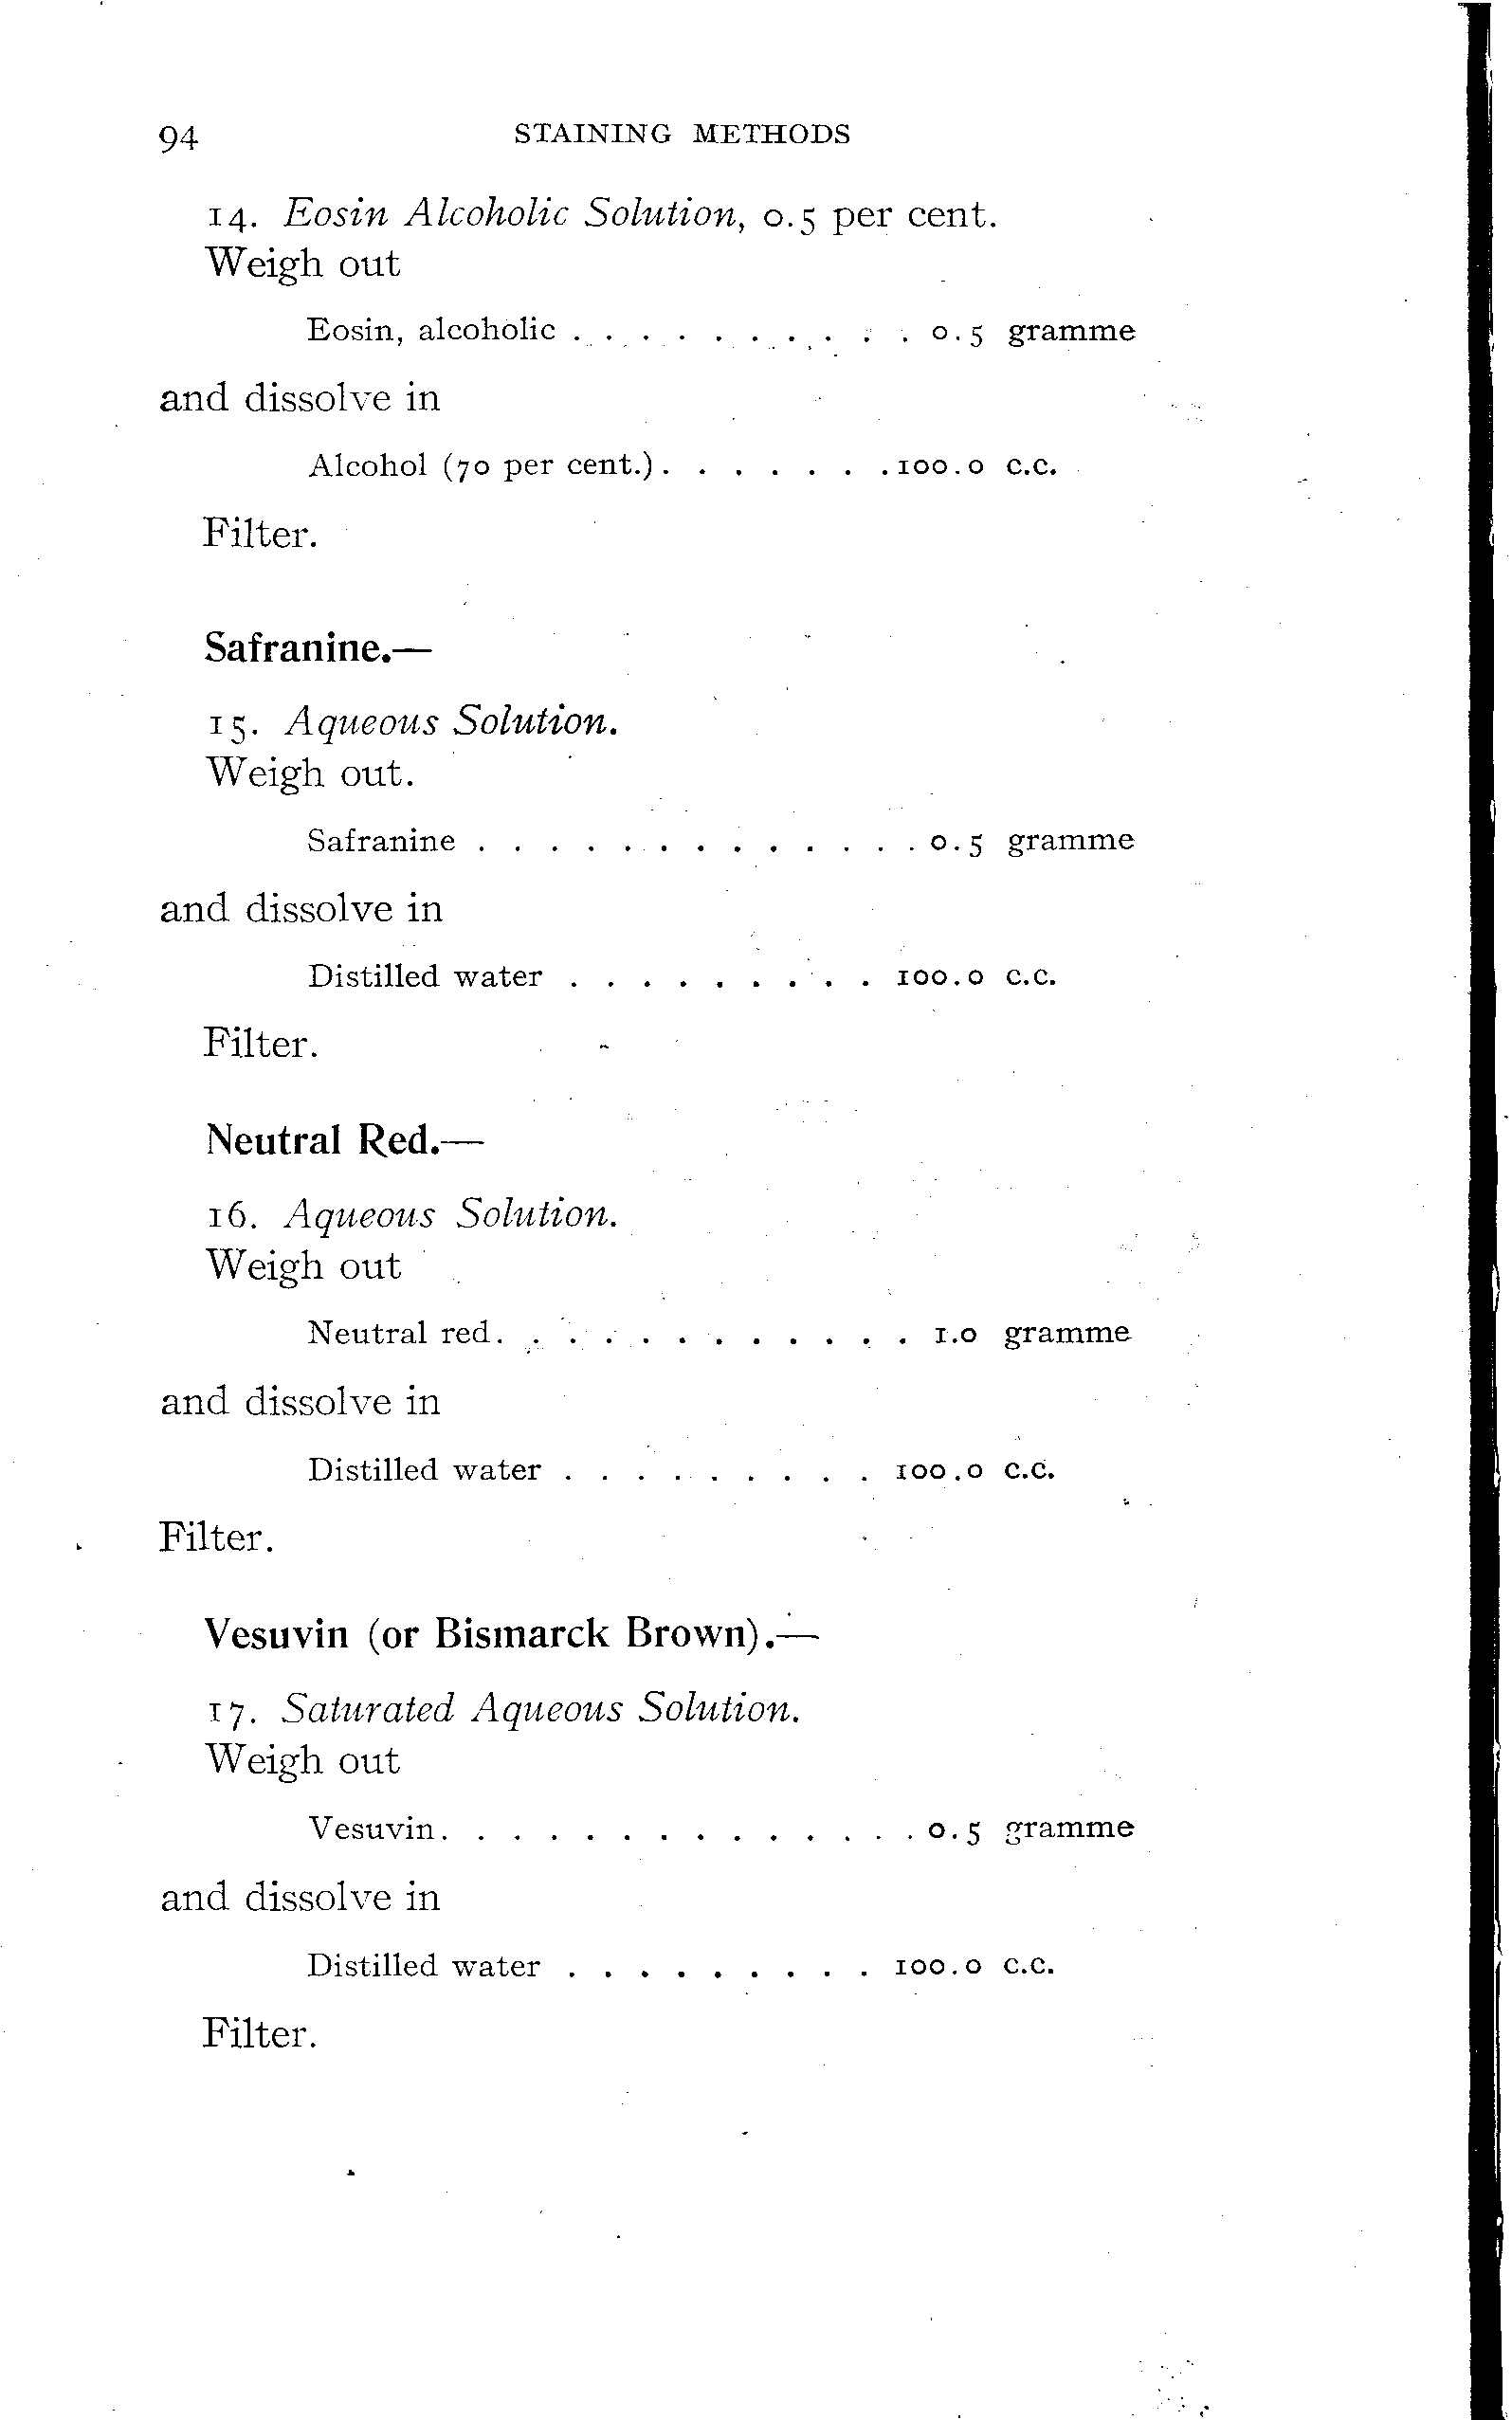 94 STAINING METHODS
14. Eosin Alcoholic Solution, 0.5 per cent.
Weigh out
Eosin, alcoholic . . . . . . . . . . 0.5 gramme
and dissolve in
Alcohol (70 per cent.) . . . . . . . 100.0 c.c.
Filter.
Safranine.—
15. Aqueous Solution.
Weigh out.
Safranine . . . . . . . . . . . . . 0.5 gramme
and dissolve in
Distilled water . . . . . . . . . 100.0 c.c.
Filter.
Neutral Red.—
16. Aqueous Solution.
Weigh out
Neutral red. . . . . . . . . . . . 1.0 gramme
and dissolve in
Distilled water . . . . . . . . . 100.0 c.c.
Filter.
Vesuvin (or Bismarck Brown).—
17. Saturated Aqueous Solution.
Weigh out
Vesuvin. . . . . . . . . . . . . . 0.5 gramme
and dissolve in
Distilled water . . . . . . . . . 100.0 c.c.
Filter.